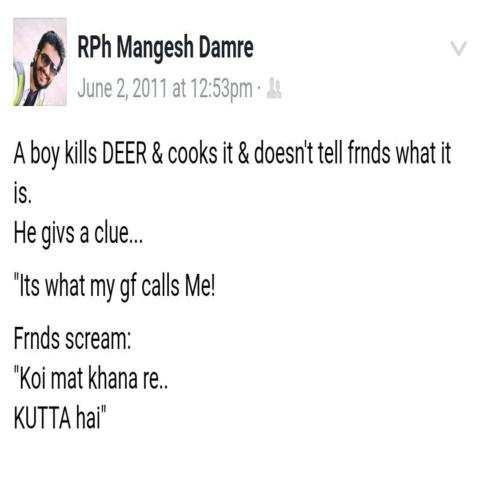 RPh Mangesh Damre
June 2, 2011 at 12:53pm ·
A boy kills DEER & cooks it & doesn't tell frnds what it
is.
He givs a clue...
"Its what my gf calls Me!
Frnds scream:
"Koi mat khana re..
KUTTA hai"